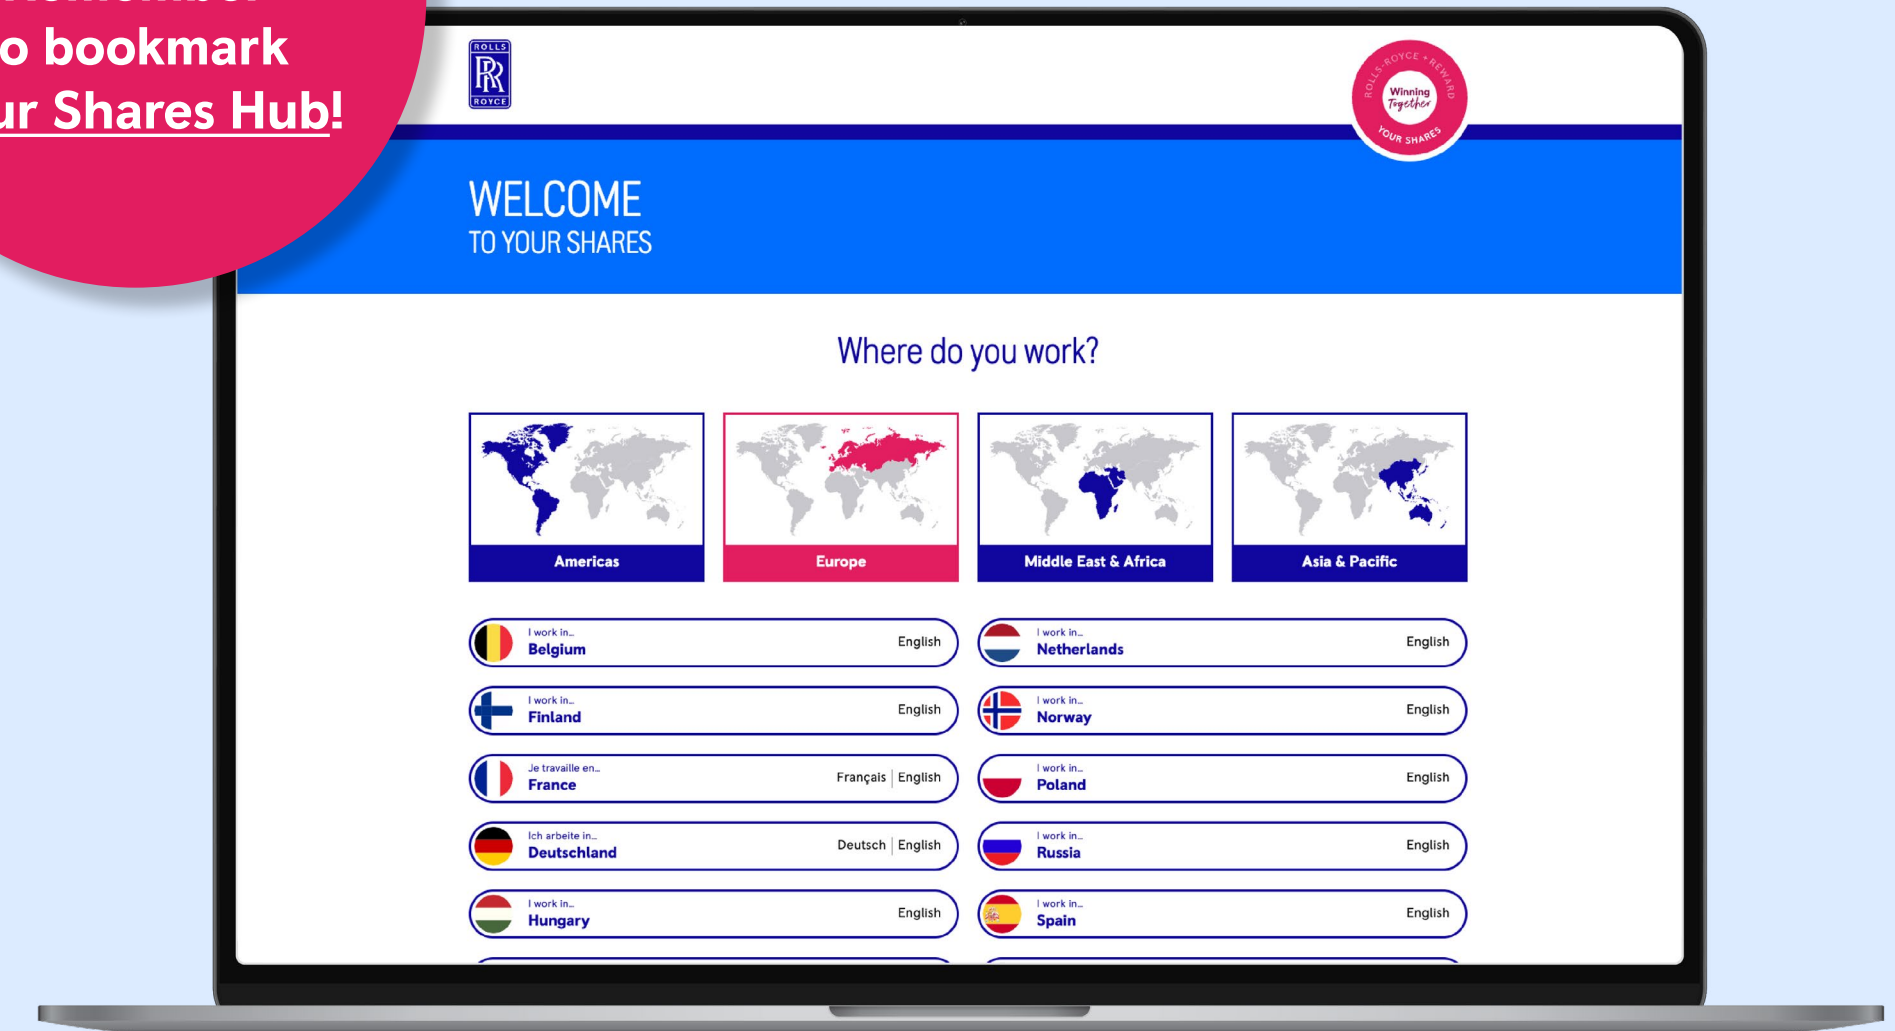 Remember
o bookmark
ur Shares Hub!
ROLLS
RR
ROYCE
ROLLS-ROYCE + REWARD
Winning
Together
YOUR SHARES
WELCOME
TO YOUR SHARES
Where do you work?
Americas
Europe
Middle East & Africa
Asia & Pacific
I work in...
Belgium
English
I work in...
Netherlands
English
I work in...
Finland
English
I work in...
Norway
English
Je travaille en...
France
Français | English
I work in...
Poland
English
Ich arbeite in...
Deutschland
Deutsch | English
I work in...
Russia
English
I work in...
Hungary
English
I work in...
Spain
English